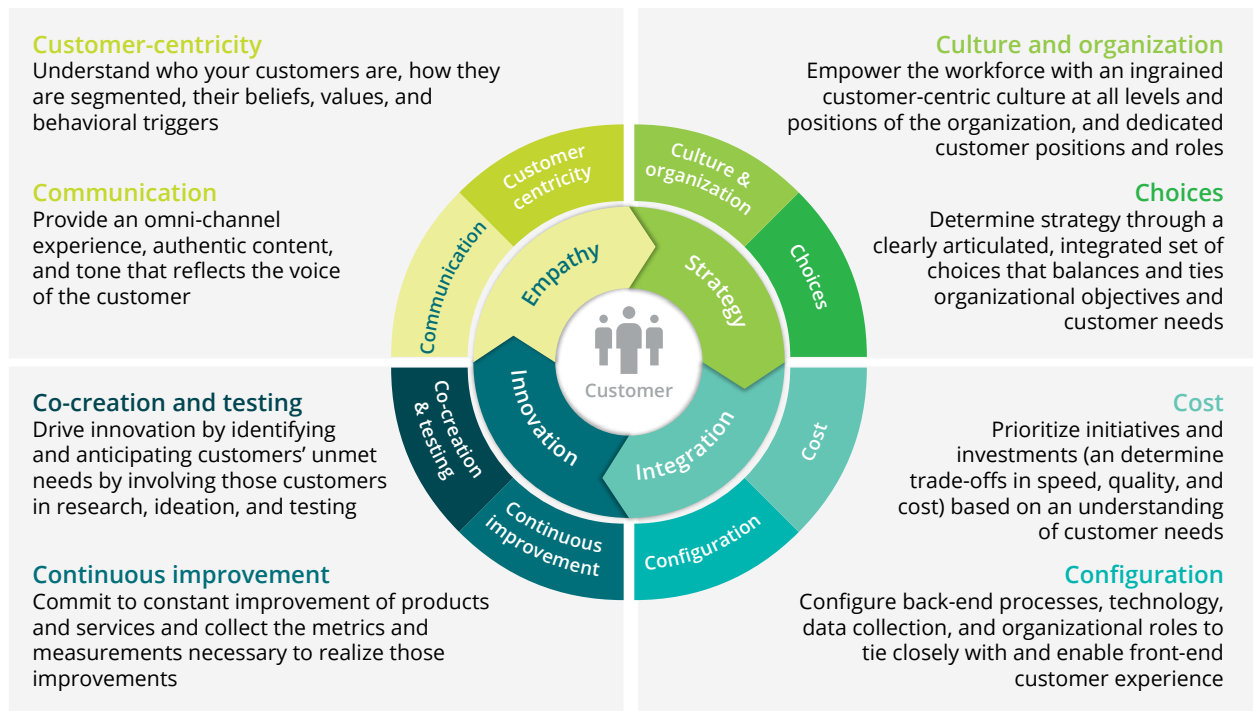 Customer-centricity
Understand who your customers are, how they
are segmented, their beliefs, values, and
behavioral triggers
Communication
Provide an omni-channel
experience, authentic content,
and tone that reflects the voice
of the customer
Culture and organization
Empower the workforce with an ingrained
customer-centric culture at all levels and
positions of the organization, and dedicated
customer positions and roles
Choices
Determine strategy through a
clearly articulated, integrated set of
choices that balances and ties
organizational objectives and
customer needs
Customer
centricity
Culture &
organization
Communication
Choices
Empathy
Strategy
Customer
Innovation
Integration
Co-creation
& testing
Cost
Continuous
improvement
Configuration
Co-creation and testing
Drive innovation by identifying
and anticipating customers’ unmet
needs by involving those customers
in research, ideation, and testing
Continuous improvement
Commit to constant improvement of products
and services and collect the metrics and
measurements necessary to realize those
improvements
Cost
Prioritize initiatives and
investments (an determine
trade-offs in speed, quality, and
cost) based on an understanding
of customer needs
Configuration
Configure back-end processes, technology,
data collection, and organizational roles to
tie closely with and enable front-end
customer experience